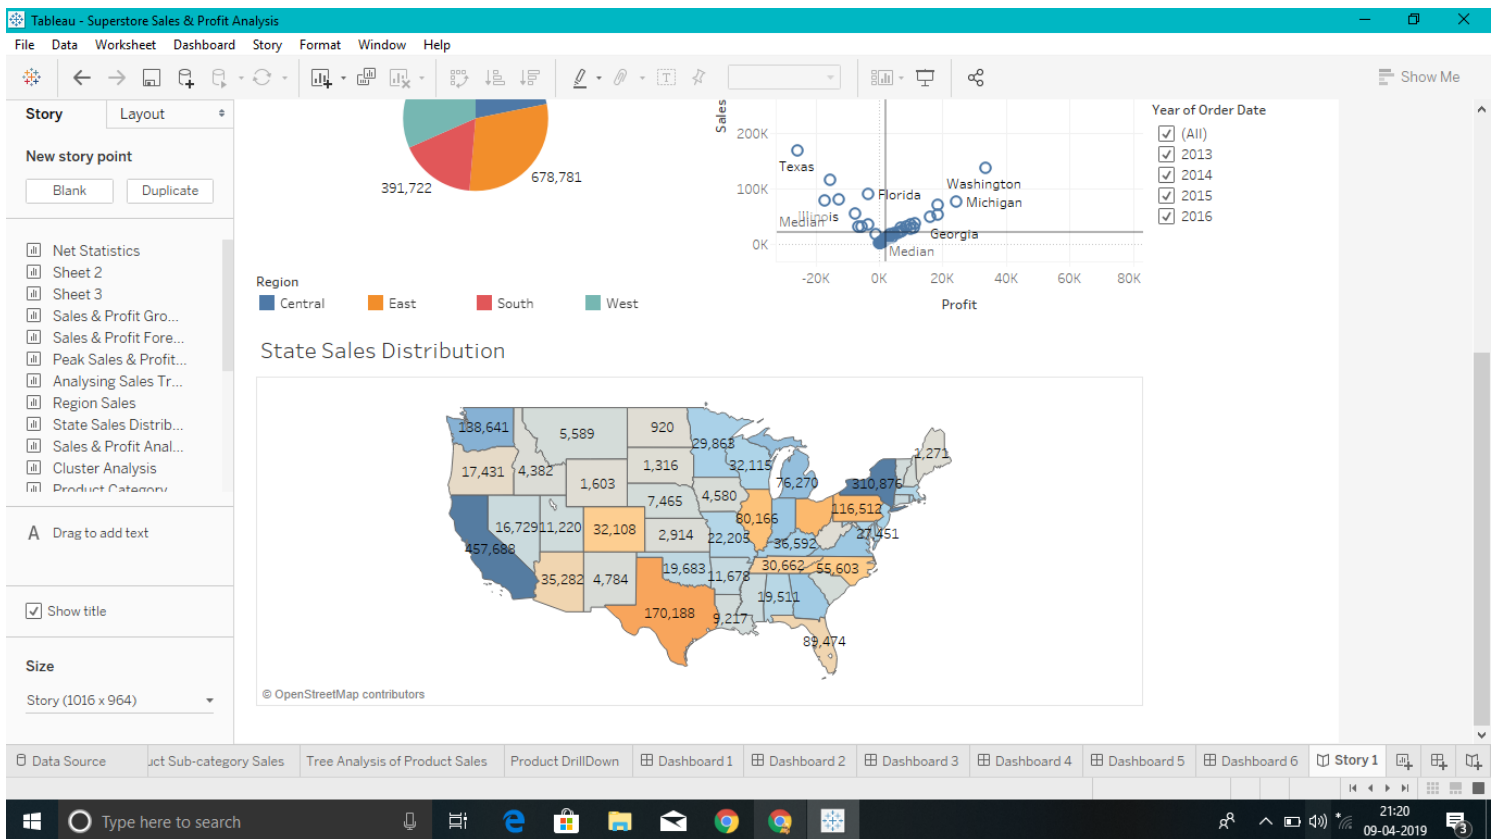 Tableau - Superstore Sales & Profit Analysis
File Data Worksheet Dashboard Story Format Window Help
Show Me
Story Layout
New story point
Blank Duplicate
Net Statistics
Sheet 2
Sheet 3
Sales & Profit Gro...
Sales & Profit Fore...
Peak Sales & Profit...
Analysing Sales Tr...
Region Sales
State Sales Distrib...
Sales & Profit Anal...
Cluster Analysis
Product Category
A Drag to add text
Show title
Size
Story (1016 x 964)
391,722
678,781
Region
Central East South West
Sales
200K
100K
0K
Texas
Florida
Washington
Michigan
Illinois
Median
Georgia
Median
-20K 0K 20K 40K 60K 80K
Profit
Year of Order Date
(All)
2013
2014
2015
2016
State Sales Distribution
138,641
5,589
920
29,863
1,271
17,431
4,382
1,603
1,316
32,115
76,270
310,876
7,465
4,580
116,512
80,166
16,729
11,220
32,108
2,914
22,205
36,592
27,451
457,688
35,282
4,784
19,683
11,678
30,662
55,603
19,511
170,188
9,217
89,474
© OpenStreetMap contributors
Data Source uct Sub-category Sales Tree Analysis of Product Sales Product DrillDown Dashboard 1 Dashboard 2 Dashboard 3 Dashboard 4 Dashboard 5 Dashboard 6 Story 1
Type here to search
21:20
09-04-2019
3